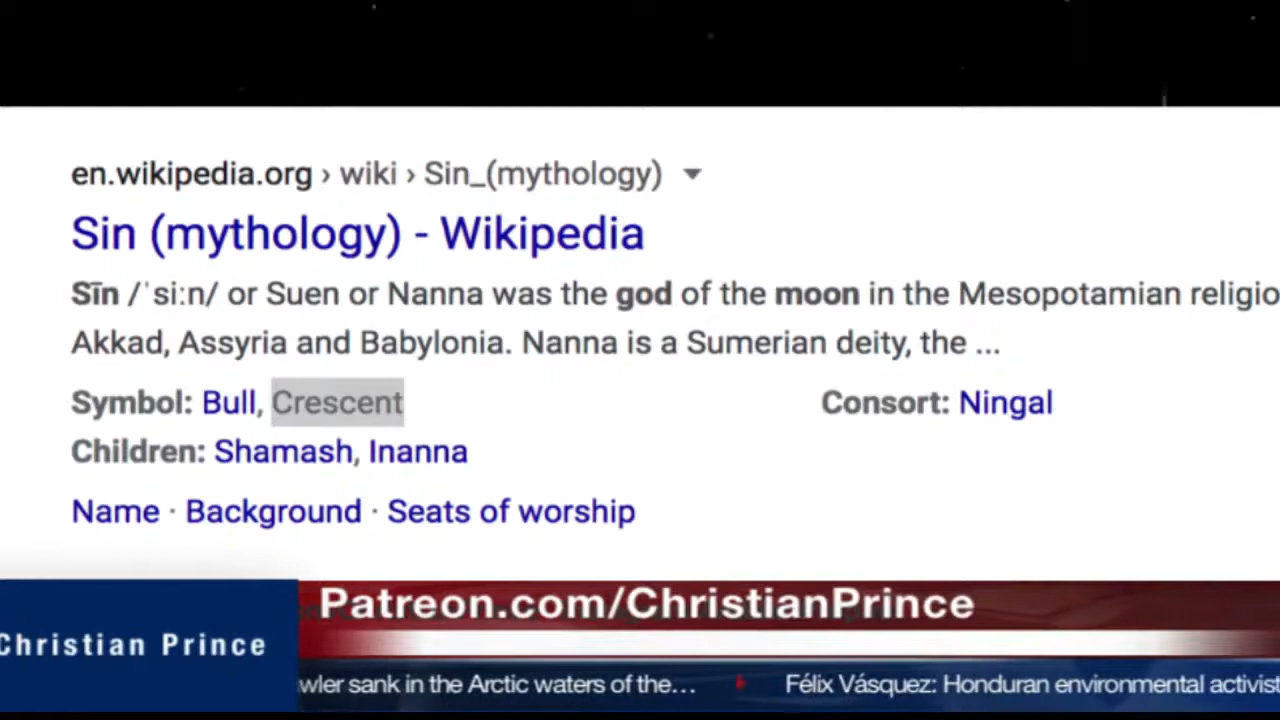 en.wikipedia.org › wiki › Sin_(mythology)
Sin (mythology) - Wikipedia
Sīn /ˈsiːn/ or Suen or Nanna was the god of the moon in the Mesopotamian religio
Akkad, Assyria and Babylonia. Nanna is a Sumerian deity, the ...
Symbol: Bull, Crescent
Consort: Ningal
Children: Shamash, Inanna
Name · Background · Seats of worship
Patreon.com/ChristianPrince
Christian Prince
wler sank in the Arctic waters of the… Félix Vásquez: Honduran environmental activist